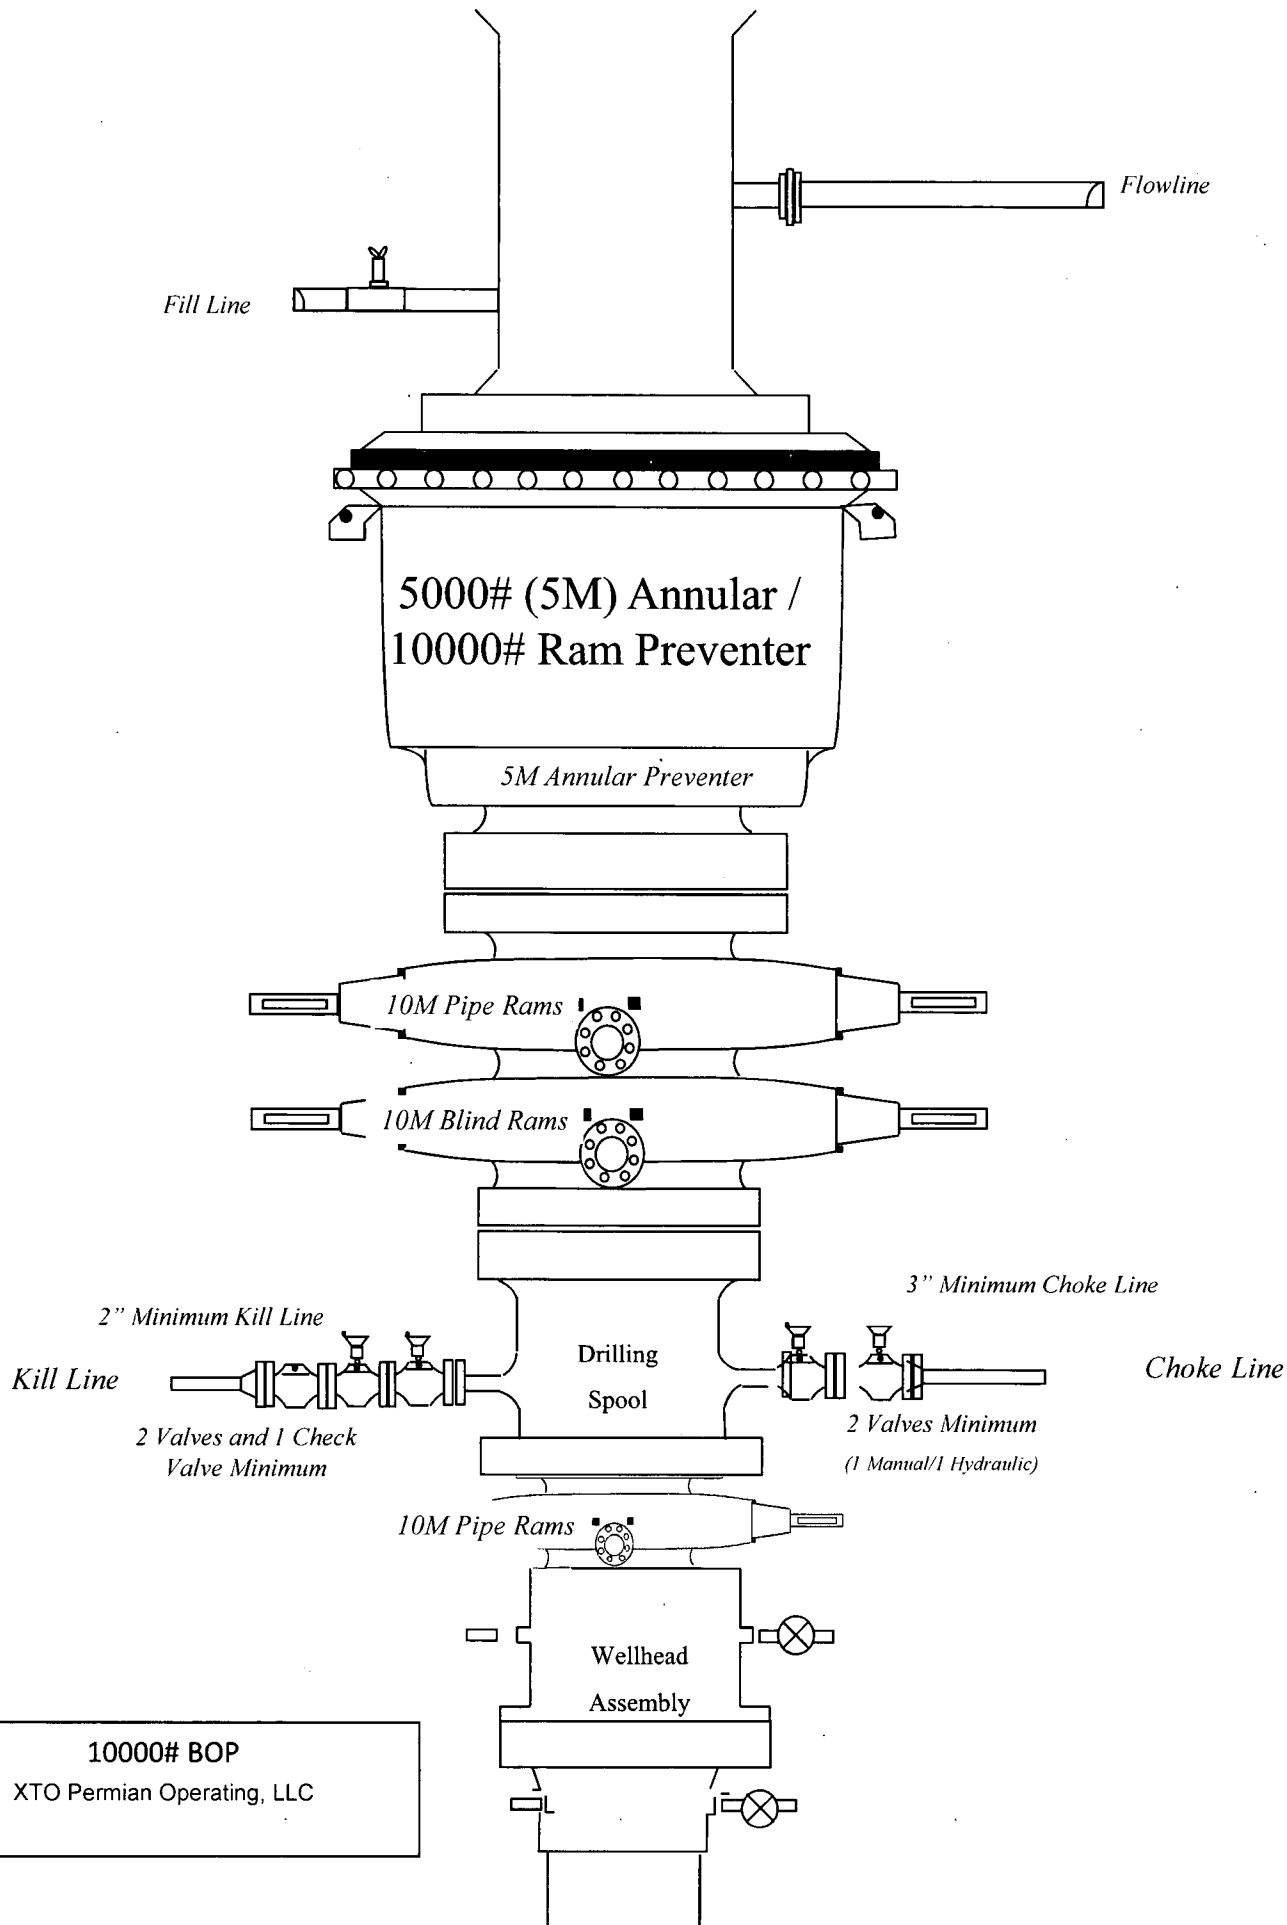 Flowline
Fill Line
5000# (5M) Annular /
10000# Ram Preventer
5M Annular Preventer
10M Pipe Rams
10M Blind Rams
3” Minimum Choke Line
2” Minimum Kill Line
Drilling
Spool
Kill Line
Choke Line
2 Valves and 1 Check
Valve Minimum
2 Valves Minimum
(1 Manual/1 Hydraulic)
10M Pipe Rams
Wellhead
Assembly
10000# BOP
XTO Permian Operating, LLC